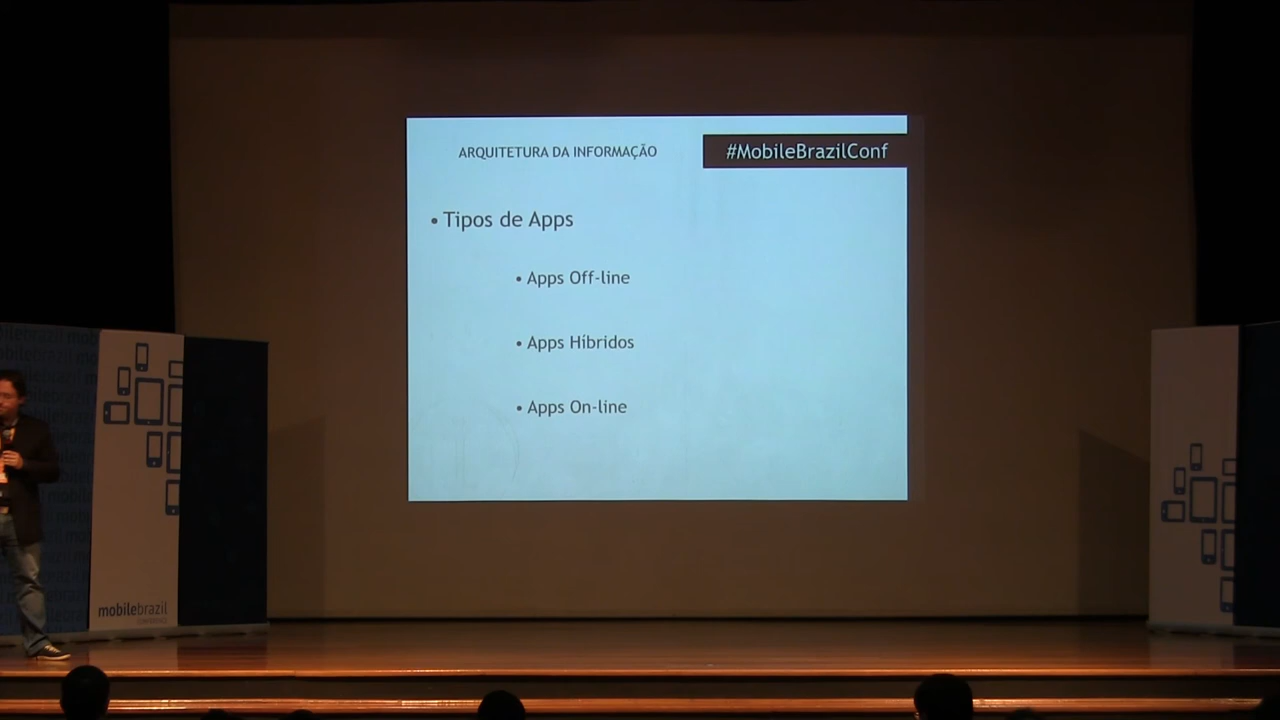 ARQUITETURA DA INFORMAÇÃO
#MobileBrazilConf
• Tipos de Apps
• Apps Off-line
• Apps Híbridos
• Apps On-line
mobilebrazil